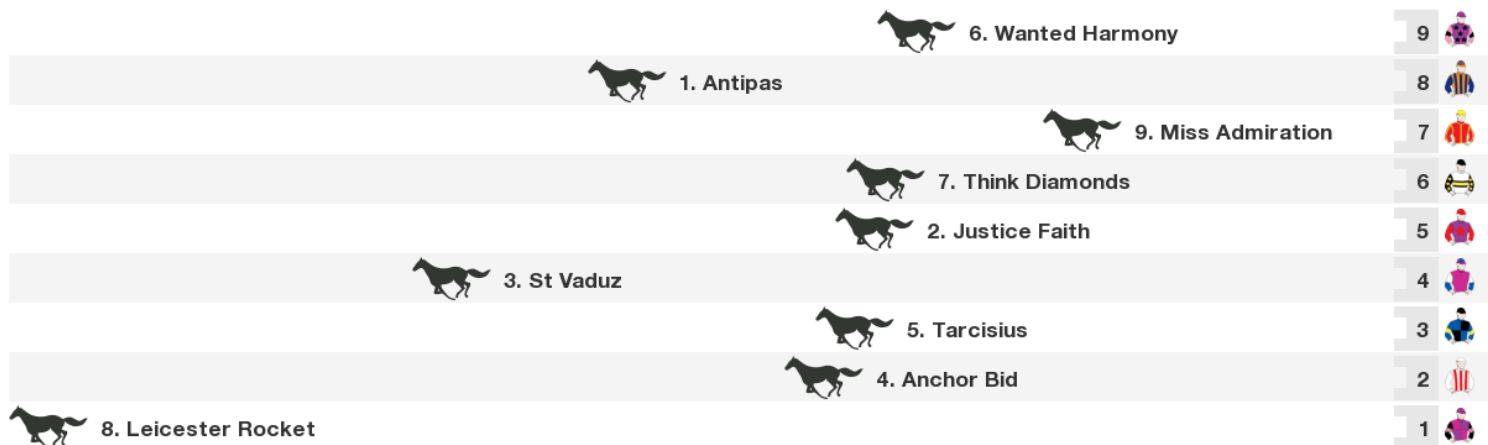 6. Wanted Harmony 9
1. Antipas 8
9. Miss Admiration 7
7. Think Diamonds 6
2. Justice Faith 5
3. St Vaduz 4
5. Tarcisius 3
4. Anchor Bid 2
8. Leicester Rocket 1